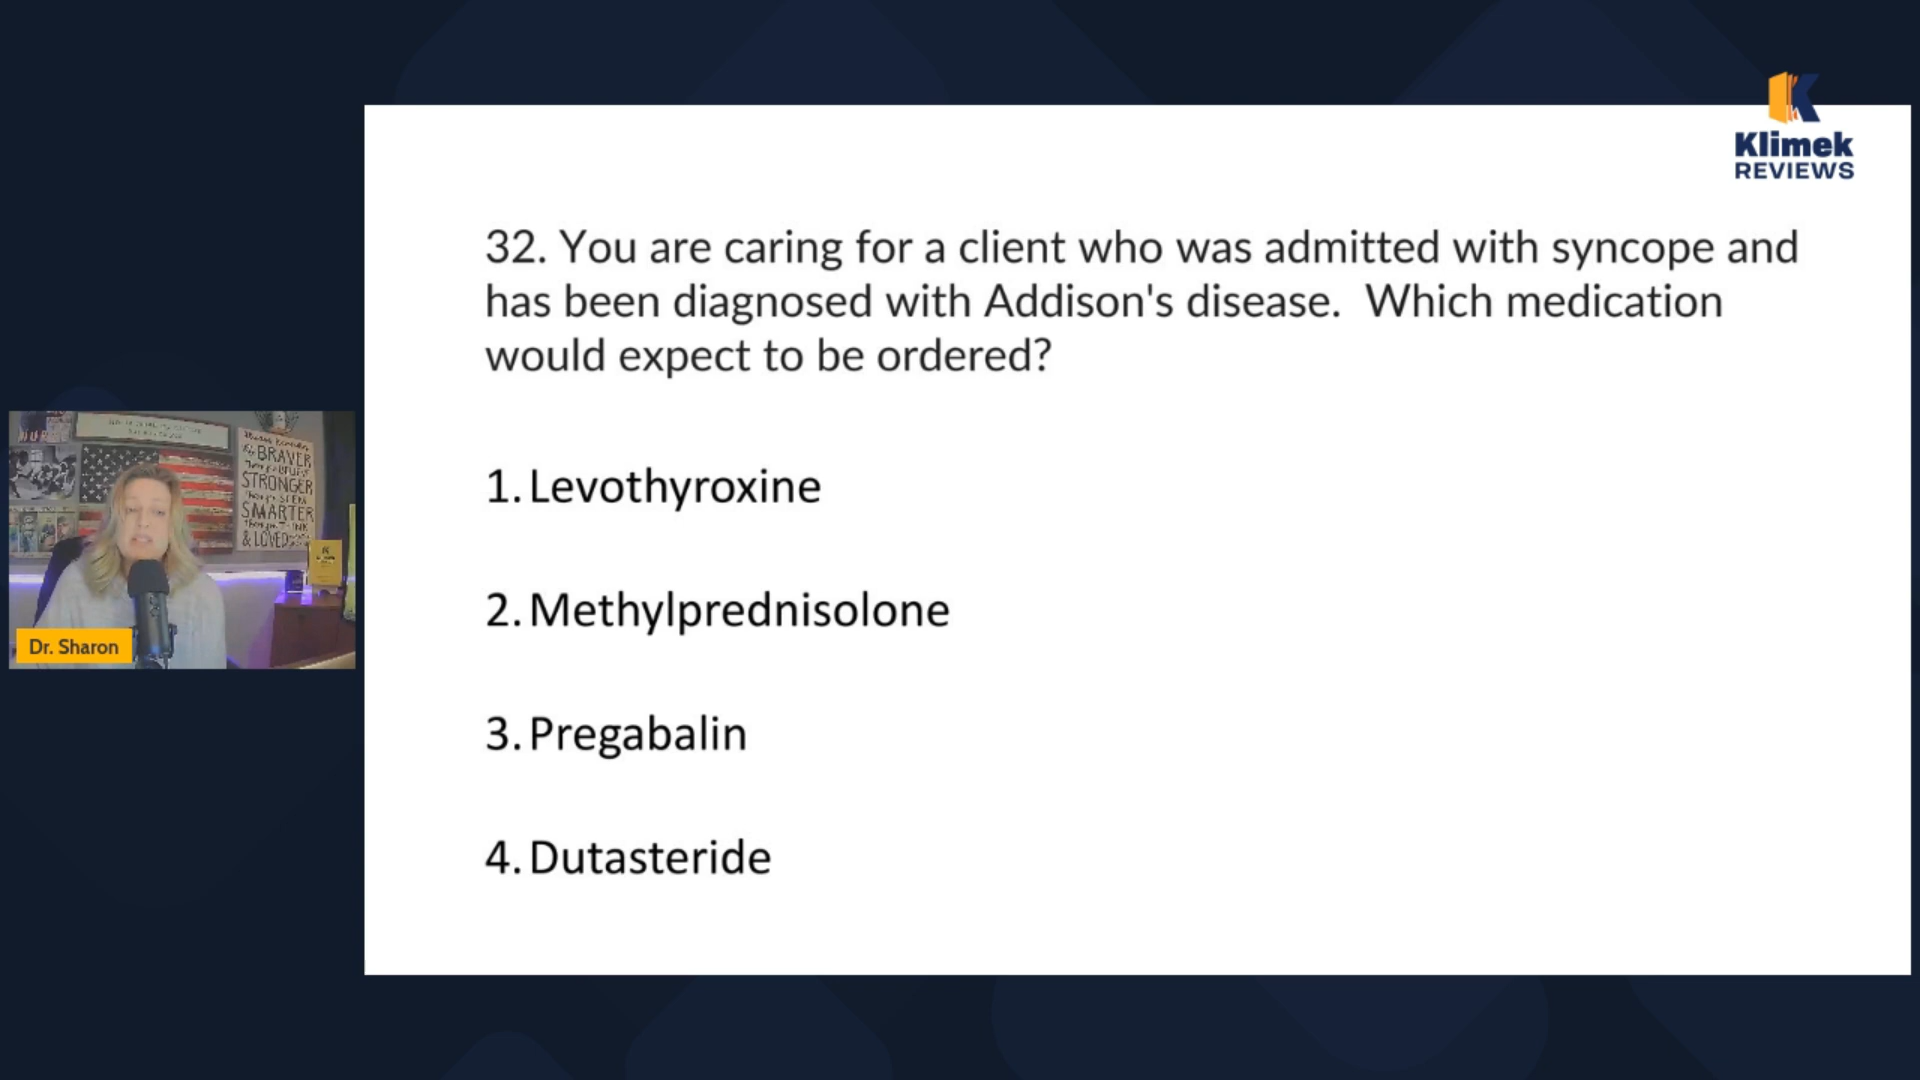 Klimek
REVIEWS
32. You are caring for a client who was admitted with syncope and
has been diagnosed with Addison's disease.  Which medication
would expect to be ordered?
1. Levothyroxine
2. Methylprednisolone
3. Pregabalin
4. Dutasteride
BRAVER
STRONGER
SMARTER
& LOVED
Dr. Sharon